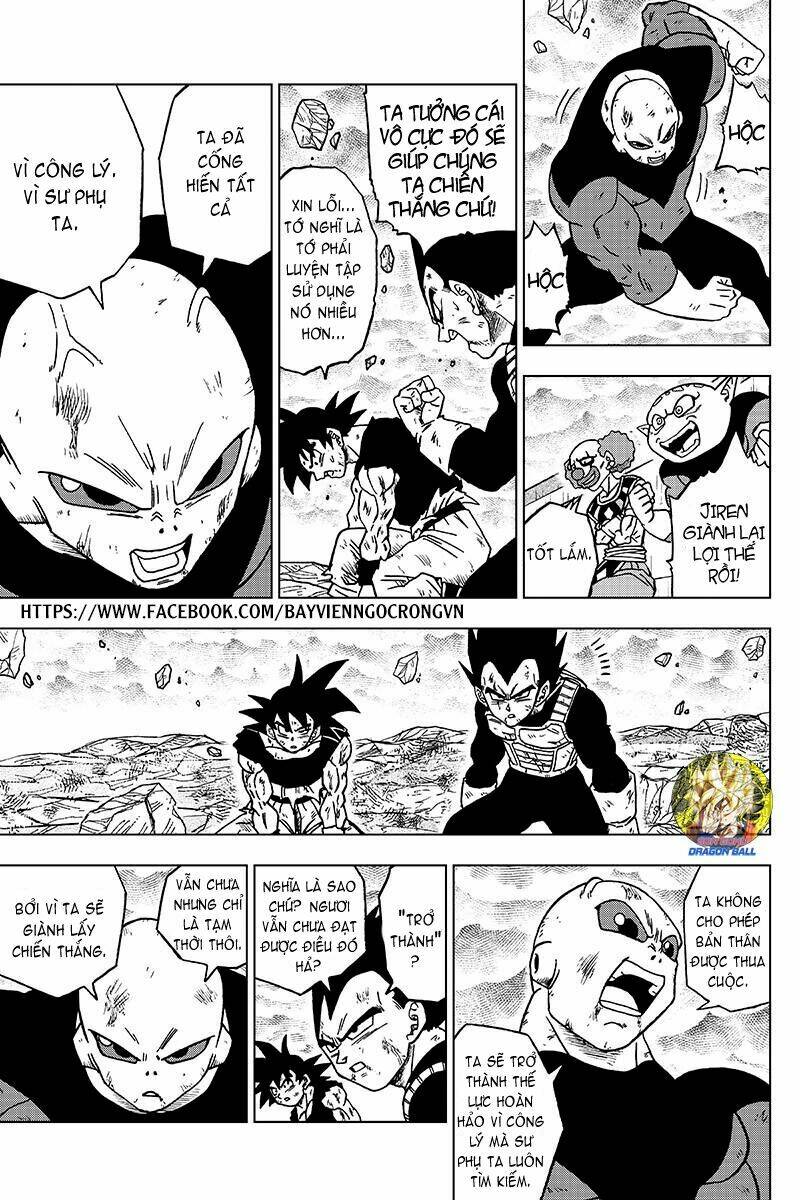 HỘC
HỘC
JIREN
GIÀNH LẠI
LỢI THẾ
RỒI!
TỐT LẮM.
TA TƯỞNG CÁI
VÔ CỰC ĐÓ SẼ
GIÚP CHÚNG
TA CHIẾN
THẮNG CHỨ!
XIN LỖI...
TỚ NGHĨ LÀ
TỚ PHẢI
LUYỆN TẬP
SỬ DỤNG
NÓ NHIỀU
HƠN...
TA ĐÃ
CỐNG
HIẾN TẤT
CẢ
VÌ CÔNG LÝ.
VÌ SƯ PHỤ
TA.
HTTPS://WWW.FACEBOOK.COM/BAYVIENNGOCRONGVN
DRAGON BALL
TA KHÔNG
CHO PHÉP
BẢN THÂN
ĐƯỢC THUA
CUỘC.
TA SẼ TRỞ
THÀNH THẾ
LỰC HOÀN
HẢO VÌ CÔNG
LÝ MÀ SƯ
PHỤ TA LUÔN
TÌM KIẾM.
"TRỞ
THÀNH"
?
NGHĨA LÀ SAO
CHỨ? NGƯƠI
VẪN CHƯA ĐẠT
ĐƯỢC ĐIỀU ĐÓ
HẢ?
VẪN CHƯA
NHƯNG CHỈ
LÀ TẠM
THỜI THÔI.
BỞI VÌ TA SẼ
GIÀNH LẤY
CHIẾN THẮNG.